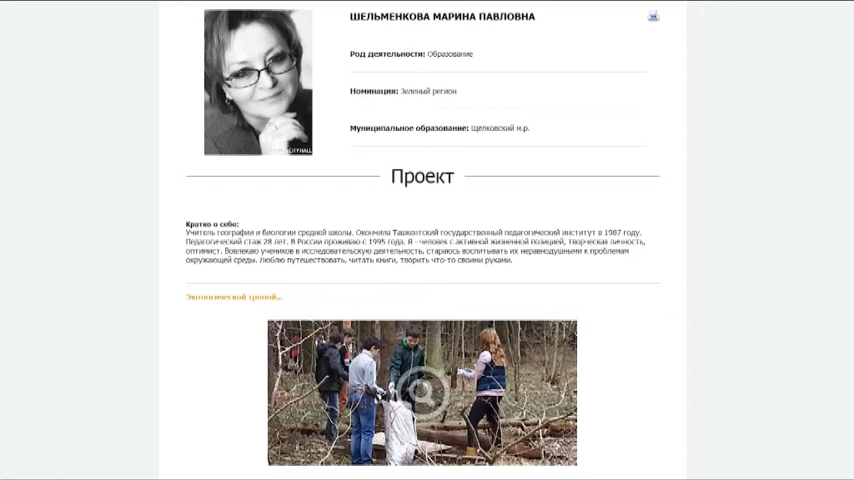 ШЕЛЬМЕНКОВА МАРИНА ПАВЛОВНА
Род деятельности: Образование
Номинация: Зеленый регион
Муниципальное образование: Щелковский м.р.
CITYHALL
Проект
Кратко о себе:
Учитель географии и биологии средней школы. Окончила Ташкентский государственный педагогический институт в 1987 году.
Педагогический стаж 28 лет. В России проживаю с 1995 года. Я - человек с активной жизненной позицией, творческая личность,
оптимист. Вовлекаю учеников в исследовательскую деятельность, стараюсь воспитывать их неравнодушными к проблемам
окружающей среды. Люблю путешествовать, читать книги, творить что-то своими руками.
Экологической тропой...